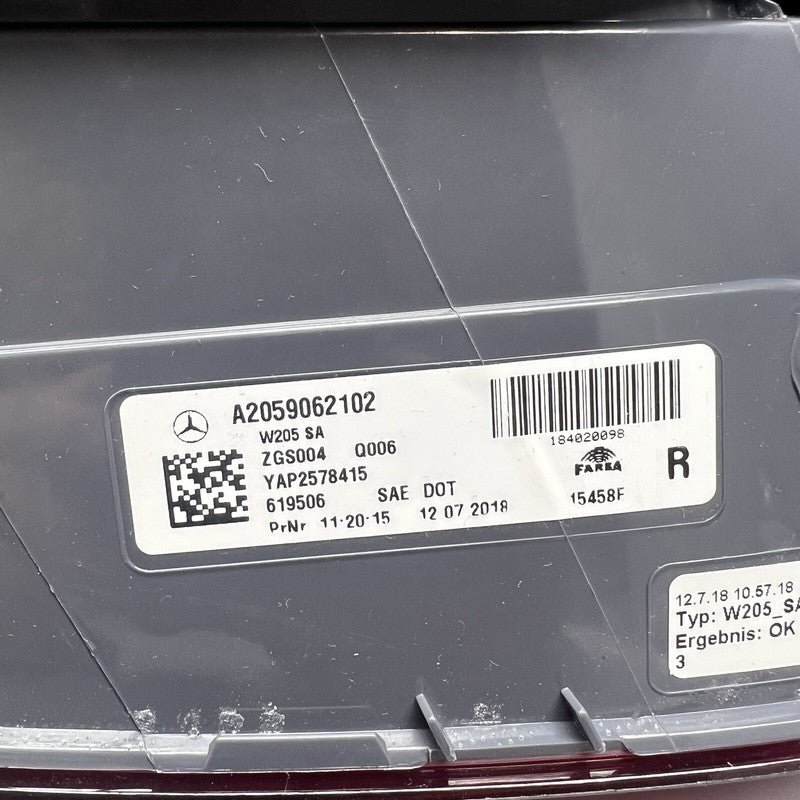 A2059062102
W205 SA
ZGS004 Q006
YAP2578415
619506 SAE DOT
PrNr 11:20:15 12 07 2018
184020098
FARBA
15458F
R
12.7.18 10.57.18
Typ: W205_SA
Ergebnis: OK
3